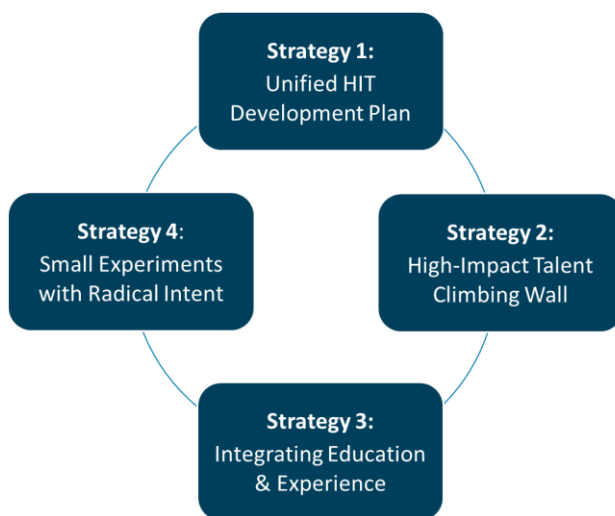 Strategy 1:
Unified HIT
Development Plan
Strategy 2:
High-Impact Talent
Climbing Wall
Strategy 3:
Integrating Education
& Experience
Strategy 4:
Small Experiments
with Radical Intent